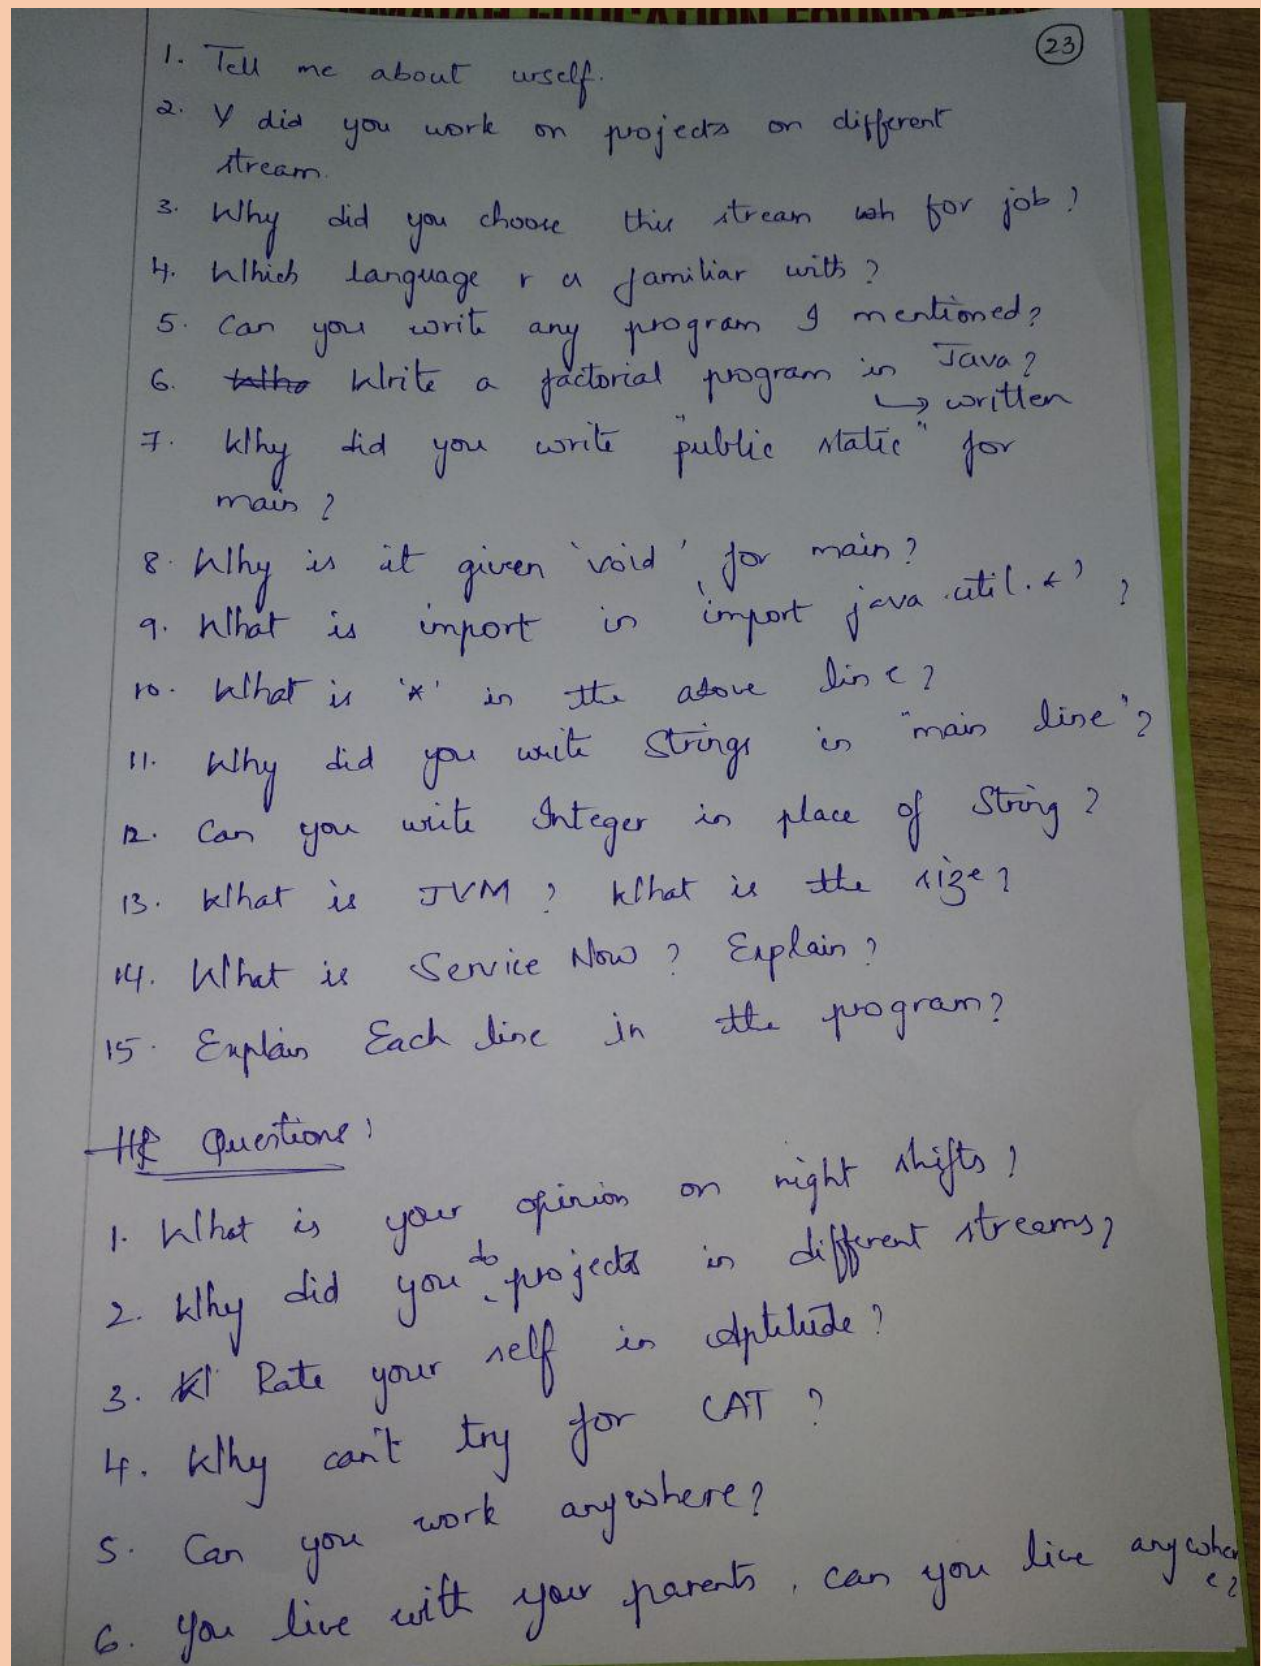 EDUCATION FOUNDATION
23
1. Tell me about urself.
2. Y did you work on projects on different
stream.
3. Why did you choose this stream for job?
4. Which language r u familiar with?
5. Can you write any program I mentioned?
6. Write a factorial program in Java?
↳ written
7. Why did you write "public static" for
main?
8. Why is it given 'void' for main?
9. What is import in 'import java.util.*'?
10. What is '*' in the above line?
11. Why did you write Strings in "main line"?
12. Can you write Integer in place of String?
13. What is JVM? What is the size?
14. What is Service Now? Explain?
15. Explain Each line in the program?
HR Questions:
1. What is your opinion on night shifts?
2. Why did you do projects in different streams?
3. Rate your self in Aptitude?
4. Why can't try for CAT?
5. Can you work anywhere?
6. You live with your parents, can you live anywhere?